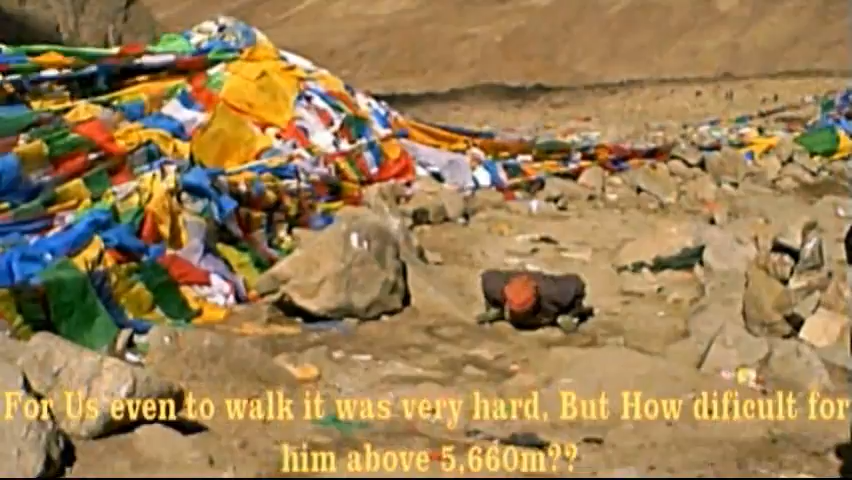 For Us even to walk it was very hard, But How dificult for
him above 5,660m??